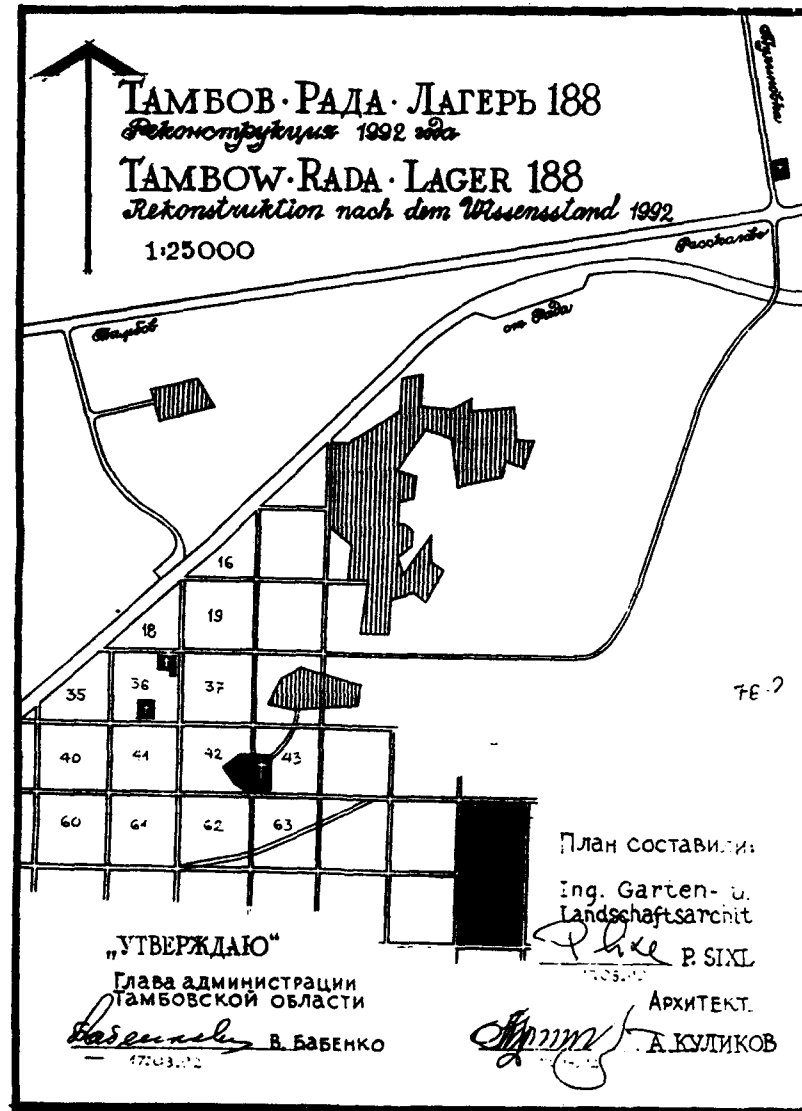 ТАМБОВ·РАДА·ЛАГЕРЬ 188
Реконструкция 1992 года
TAMBOW·RADA·LAGER 188
Rekonstruktion nach dem Wissensstand 1992
1:25000
Рассказово
Тамбов
ст. Рада
16
19
18
35
36
37
40
41
42
43
60
61
62
63
План составили:
Ing. Garten- u.
Landschaftsarchit
P. SIXL
„УТВЕРЖДАЮ“
Глава администрации
Тамбовской области
В. БАБЕНКО
Архитект.
А. КУЛИКОВ